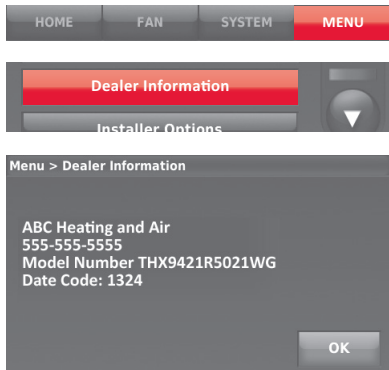 HOME FAN SYSTEM MENU
Dealer Information
Installer Options
Menu > Dealer Information
ABC Heating and Air
555-555-5555
Model Number THX9421R5021WG
Date Code: 1324
OK